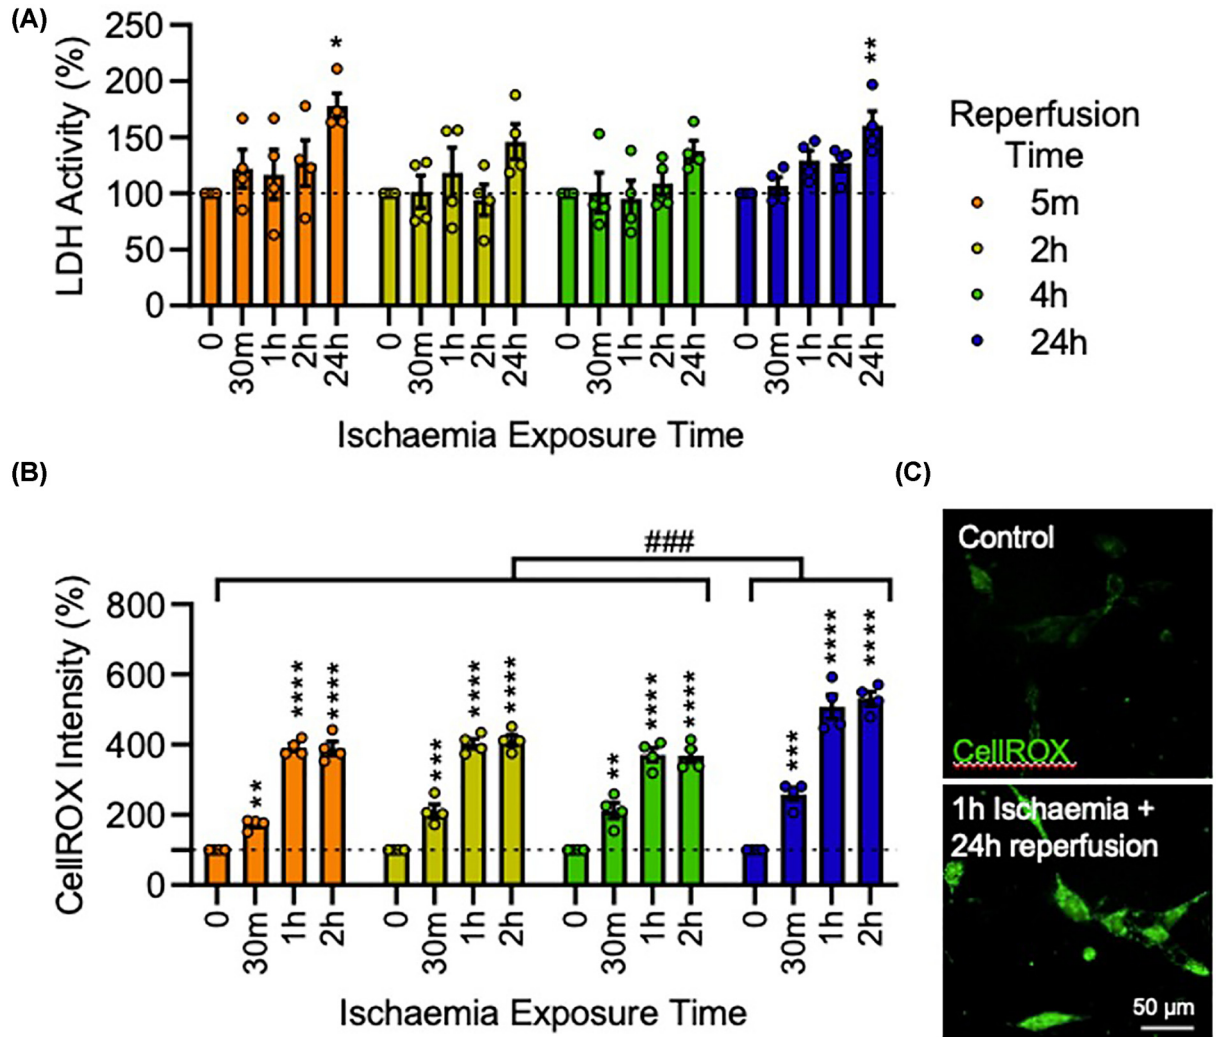 (A)
LDH Activity (%)
250
200
150
100
50
0
*
**
0 30m 1h 2h 24h 0 30m 1h 2h 24h 0 30m 1h 2h 24h 0 30m 1h 2h 24h
Ischaemia Exposure Time
Reperfusion
Time
5m
2h
4h
24h
(B)
CellROX Intensity (%)
800
600
400
200
0
###
** **** **** *** **** **** ** **** **** *** **** ****
0 30m 1h 2h 0 30m 1h 2h 0 30m 1h 2h 0 30m 1h 2h
Ischaemia Exposure Time
(C)
Control
CellROX
1h Ischaemia +
24h reperfusion
50 µm